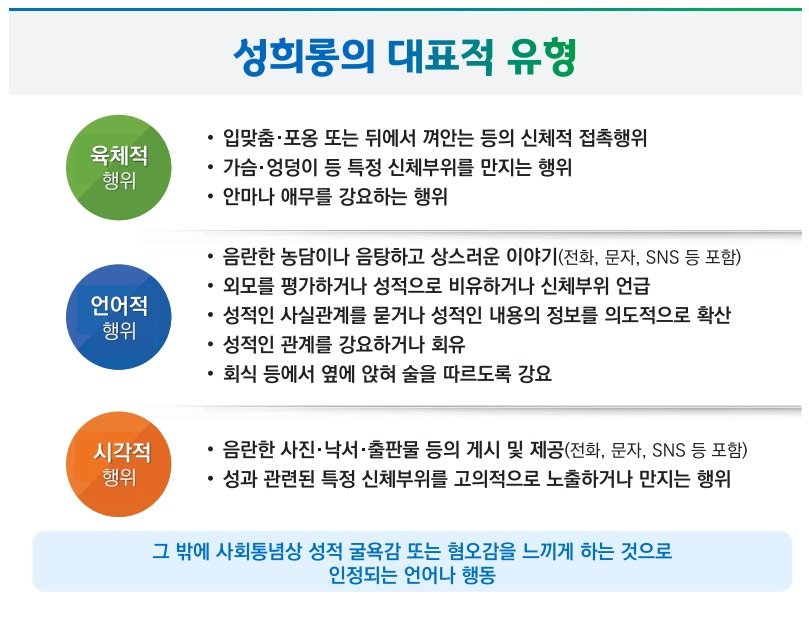 성희롱의 대표적 유형
육체적
행위
• 입맞춤·포옹 또는 뒤에서 껴안는 등의 신체적 접촉행위
• 가슴·엉덩이 등 특정 신체부위를 만지는 행위
• 안마나 애무를 강요하는 행위
언어적
행위
• 음란한 농담이나 음탕하고 상스러운 이야기(전화, 문자, SNS 등 포함)
• 외모를 평가하거나 성적으로 비유하거나 신체부위 언급
• 성적인 사실관계를 묻거나 성적인 내용의 정보를 의도적으로 확산
• 성적인 관계를 강요하거나 회유
• 회식 등에서 옆에 앉혀 술을 따르도록 강요
시각적
행위
• 음란한 사진·낙서·출판물 등의 게시 및 제공(전화, 문자, SNS 등 포함)
• 성과 관련된 특정 신체부위를 고의적으로 노출하거나 만지는 행위
그 밖에 사회통념상 성적 굴욕감 또는 혐오감을 느끼게 하는 것으로
인정되는 언어나 행동